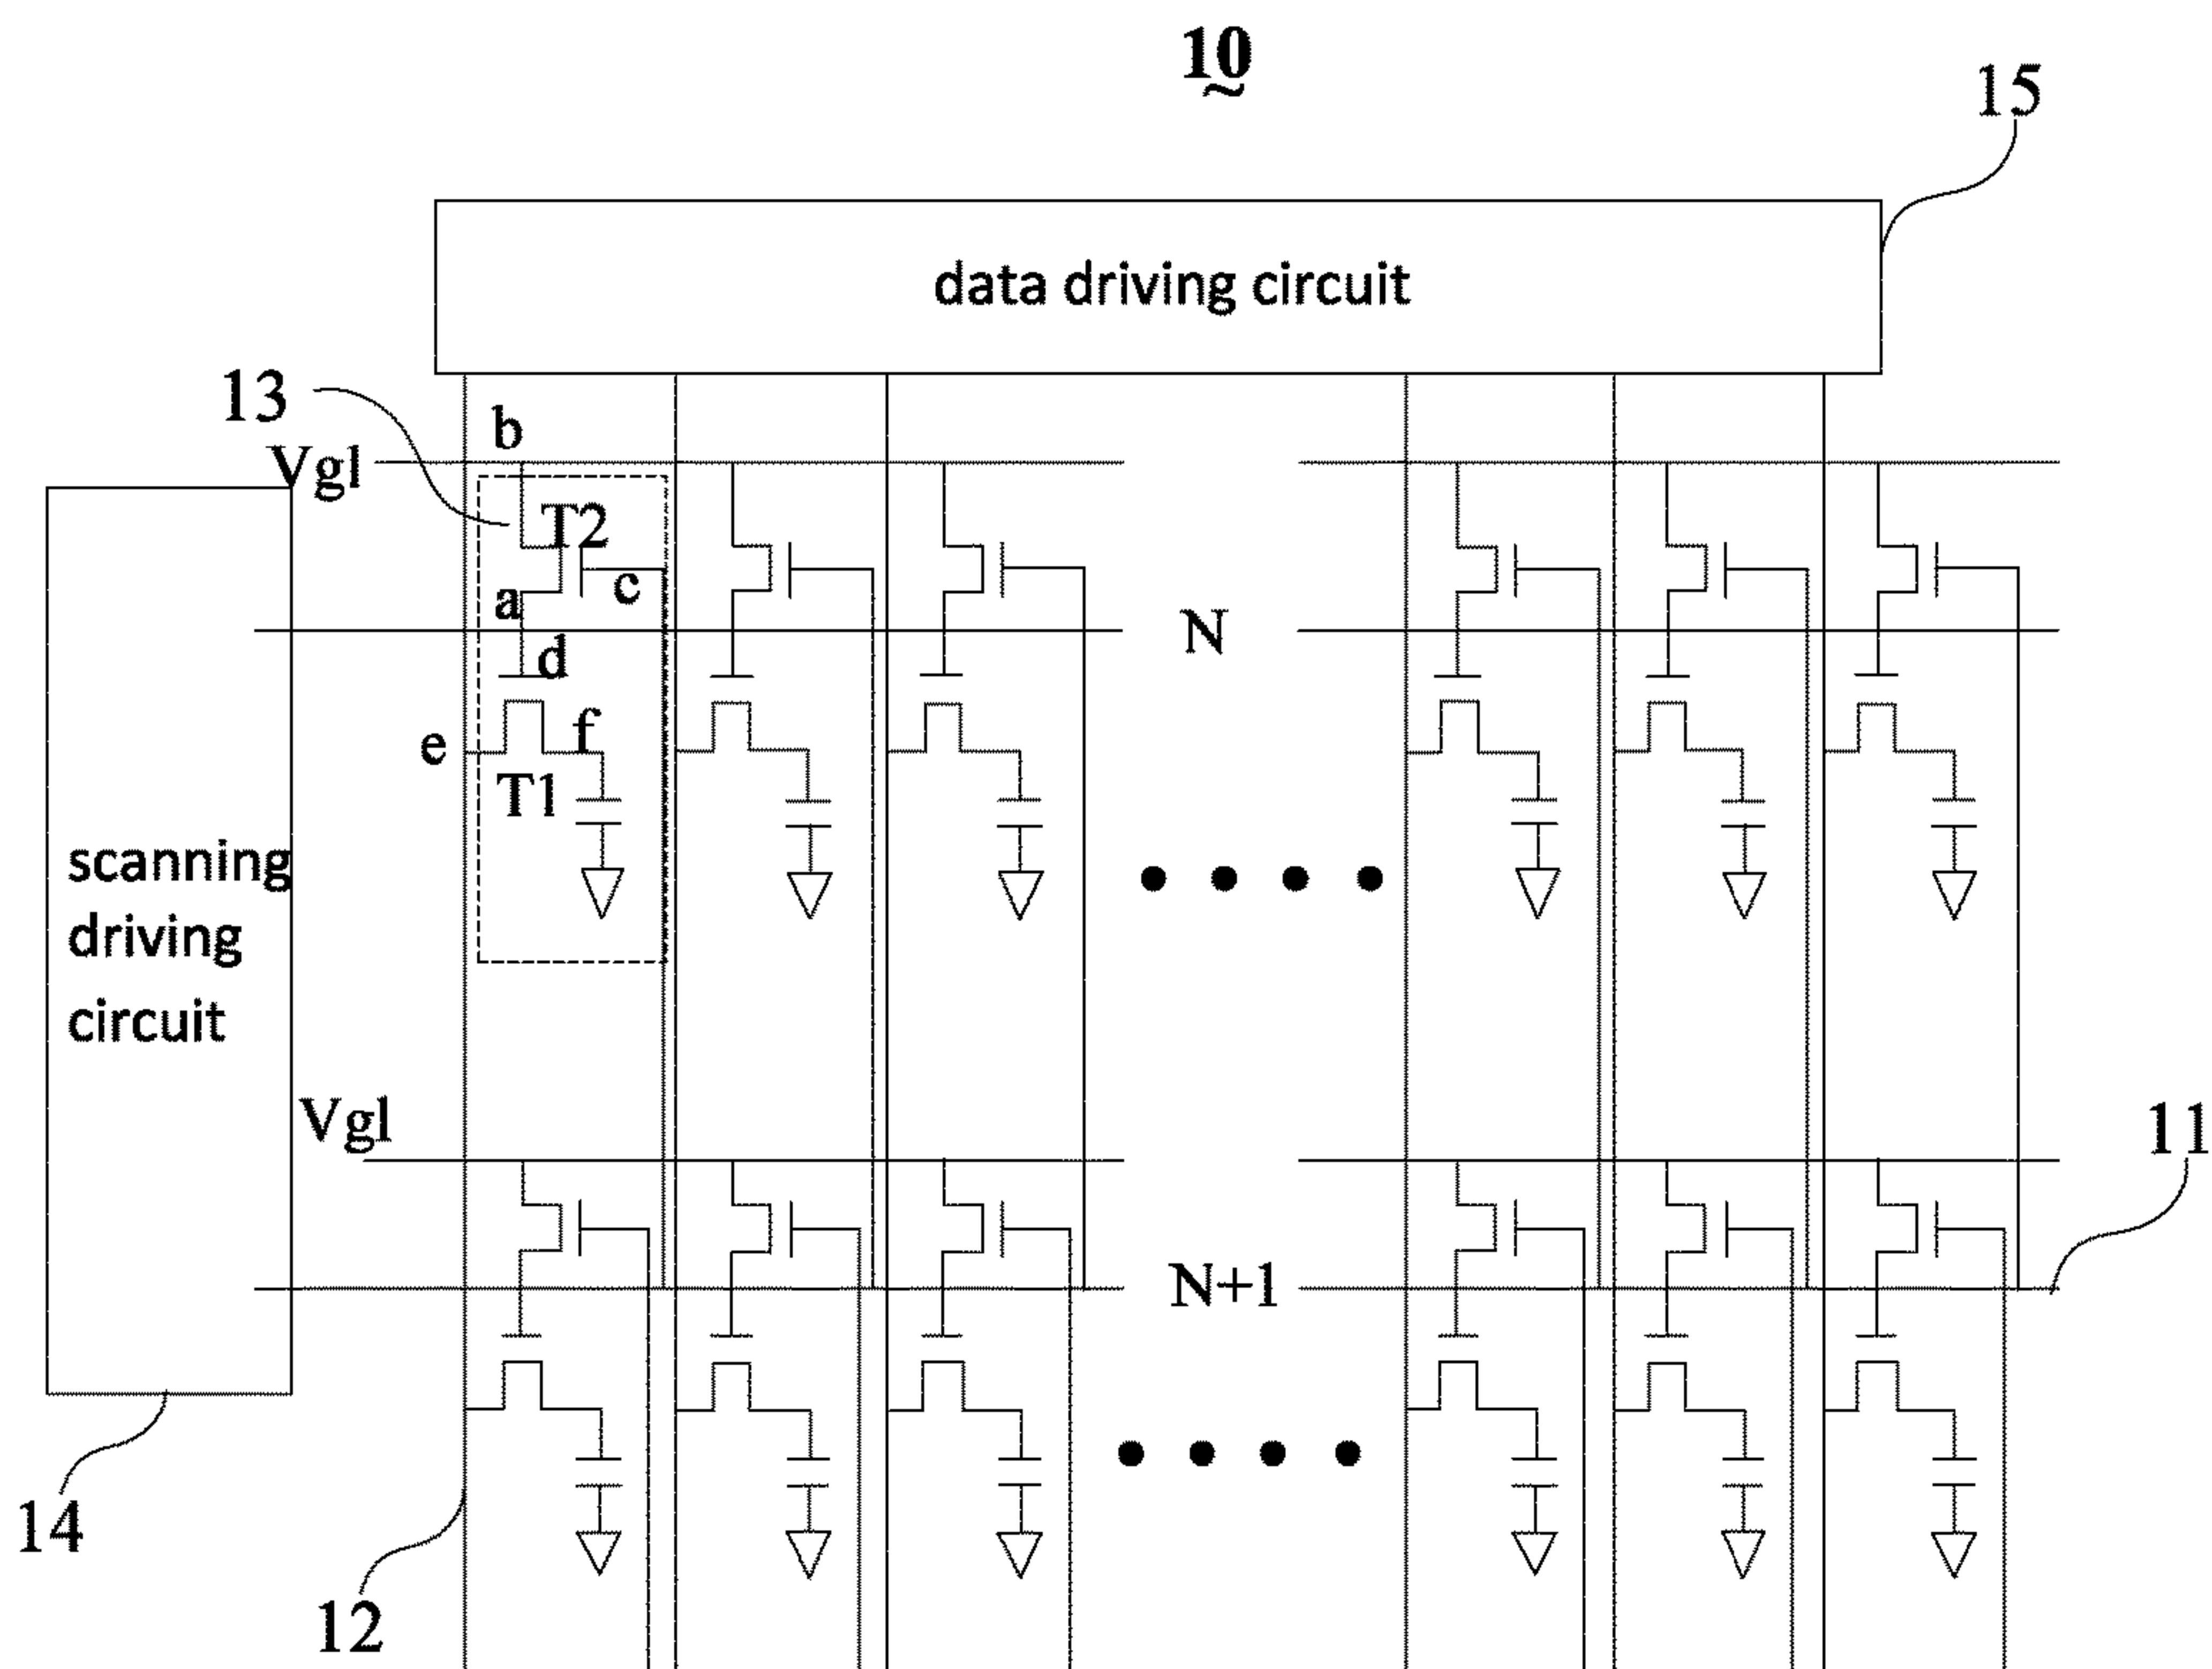 10
15
data driving circuit
13
b
Vgl
T2
c
a
N
d
f
e
T1
scanning
driving
circuit
Vgl
11
N+1
14
12